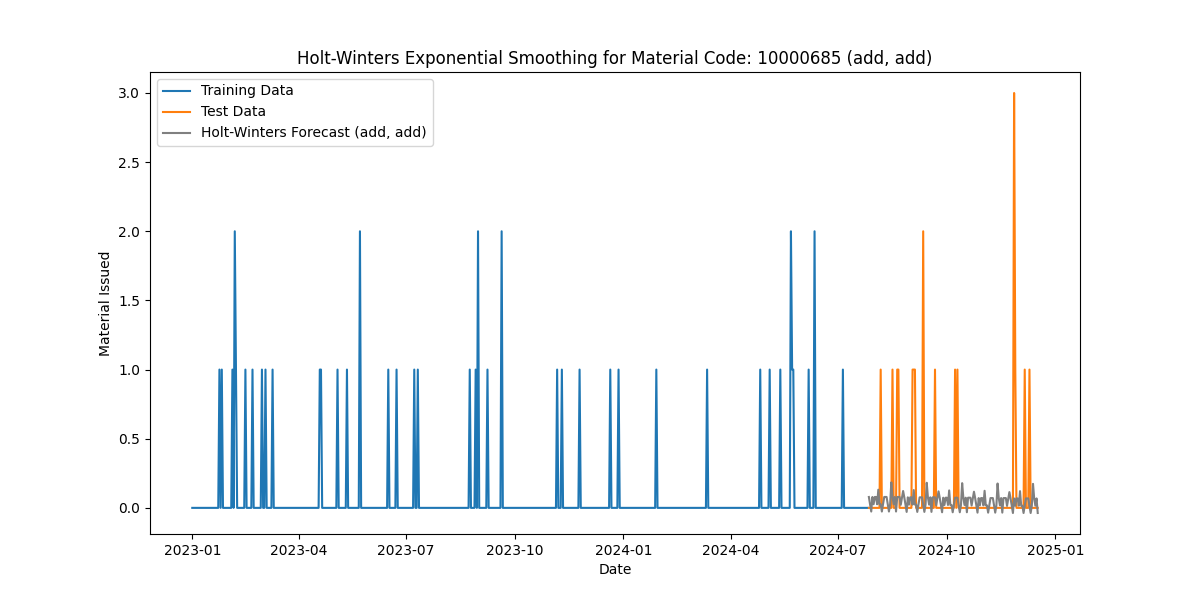 Holt-Winters Exponential Smoothing for Material Code: 10000685 (add, add)
Training Data
Test Data
Holt-Winters Forecast (add, add)
3.0
2.5
2.0
1.5
1.0
0.5
0.0
Material Issued
2023-01 2023-04 2023-07 2023-10 2024-01 2024-04 2024-07 2024-10 2025-01
Date